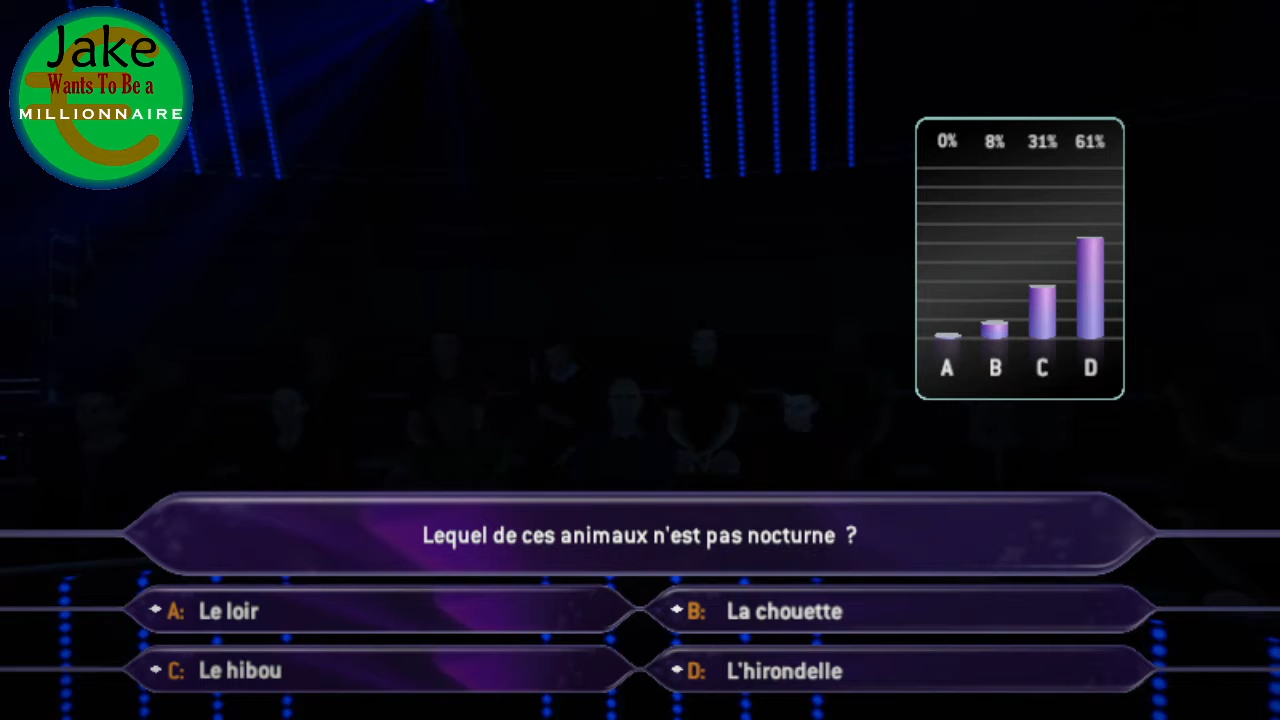 Jake
Wants To Be a
MILLIONNAIRE
0% 8% 31% 61%
A B C D
Lequel de ces animaux n'est pas nocturne ?
A: Le loir
B: La chouette
C: Le hibou
D: L'hirondelle